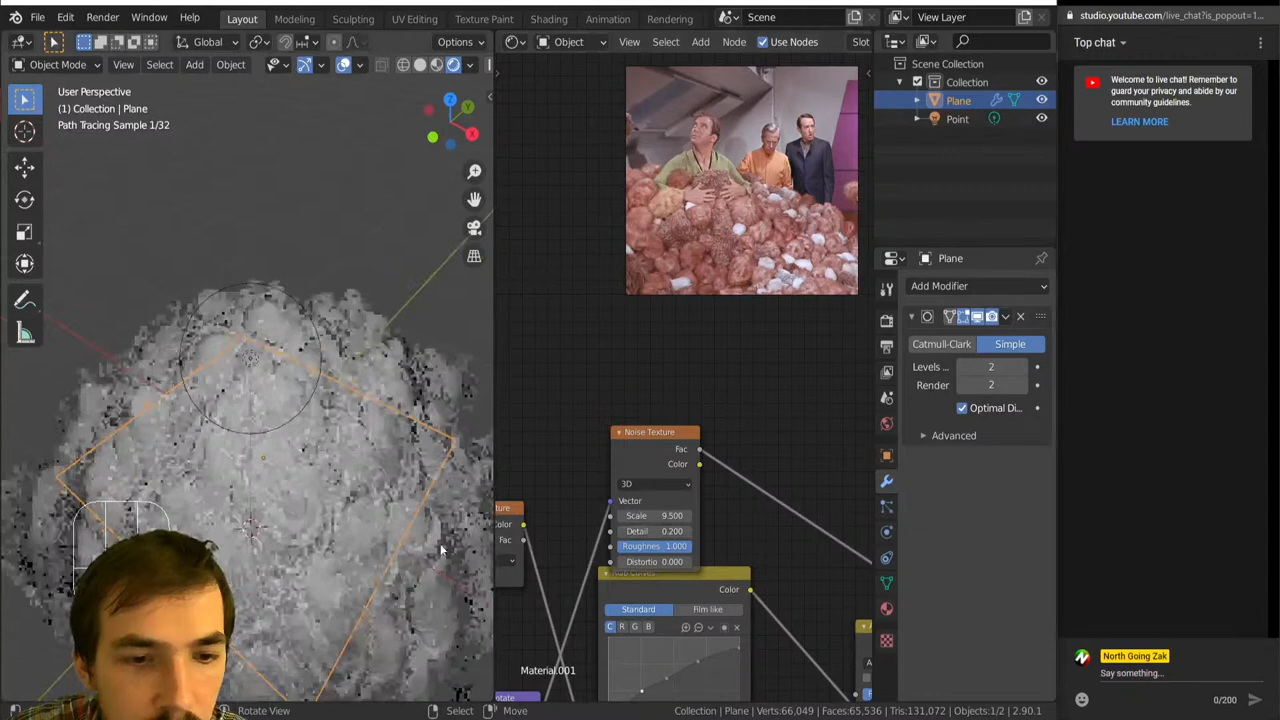 File Edit Render Window Help Layout Modeling Sculpting UV Editing Texture Paint Shading Animation Rendering Scene View Layer
Global Options Object View Select Add Node Use Nodes Slot
Object Mode View Select Add Object
User Perspective
(1) Collection | Plane
Path Tracing Sample 1/32
Z
Y
X
Noise Texture
Fac
Color
3D
Vector
Scale 9.500
Detail 0.200
Roughnes 1.000
Distortio 0.000
ture
Color
Fac
RGB Curves
Color
Standard Film like
C R G B
A
Material.001
otate
Scene Collection
Collection
Plane
Point
Plane
Add Modifier
Catmull-Clark Simple
Levels ... 2
Render 2
Optimal Di...
Advanced
Rotate View Select Move Collection | Plane | Verts:66,049 | Faces:65,536 | Tris:131,072 | Objects:1/2 | 2.90.1
studio.youtube.com/live_chat?is_popout=1...
Top chat
Welcome to live chat! Remember to
guard your privacy and abide by our
community guidelines.
LEARN MORE
North Going Zak
Say something...
0/200